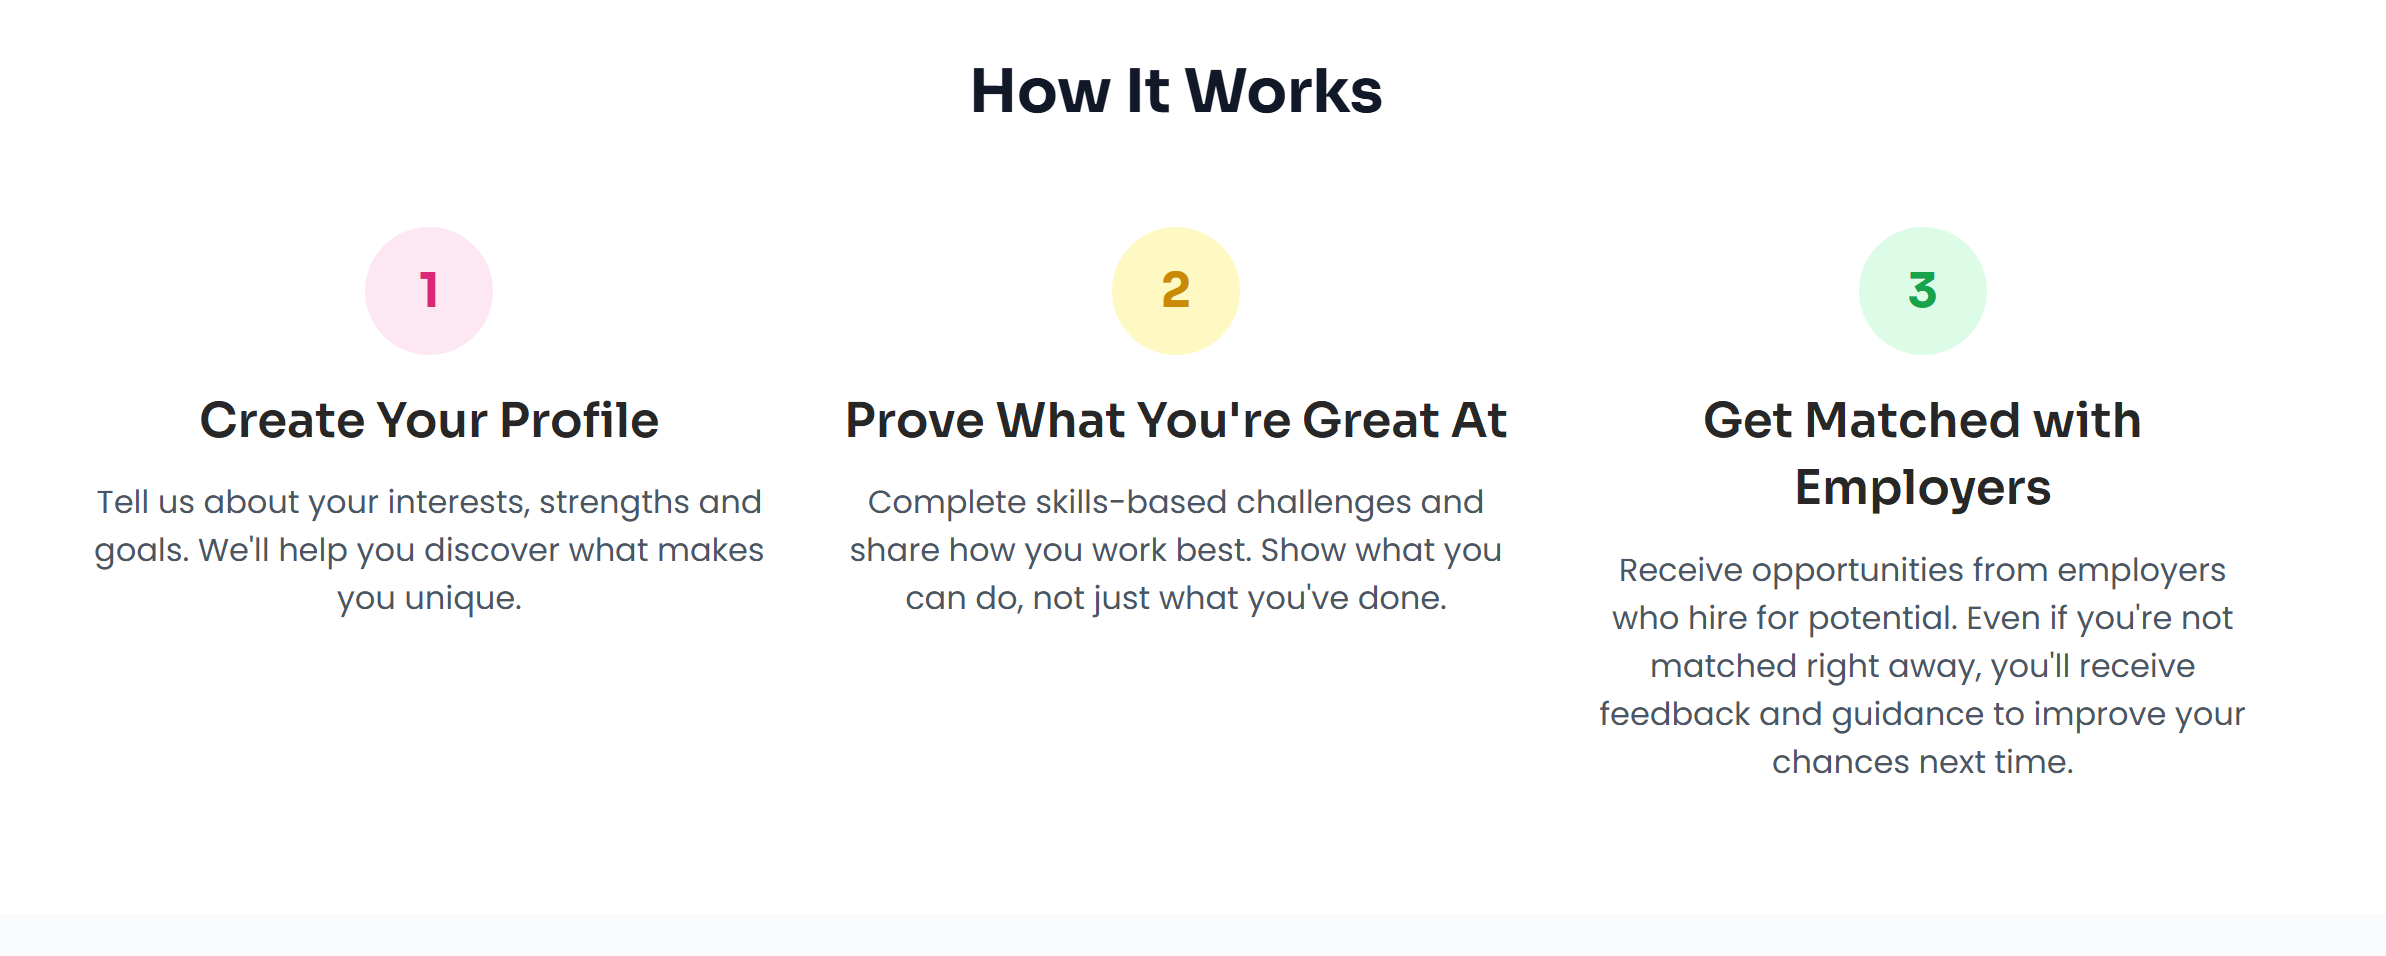 How It Works
1
Create Your Profile
Tell us about your interests, strengths and
goals. We'll help you discover what makes
you unique.
2
Prove What You're Great At
Complete skills-based challenges and
share how you work best. Show what you
can do, not just what you've done.
3
Get Matched with
Employers
Receive opportunities from employers
who hire for potential. Even if you're not
matched right away, you'll receive
feedback and guidance to improve your
chances next time.